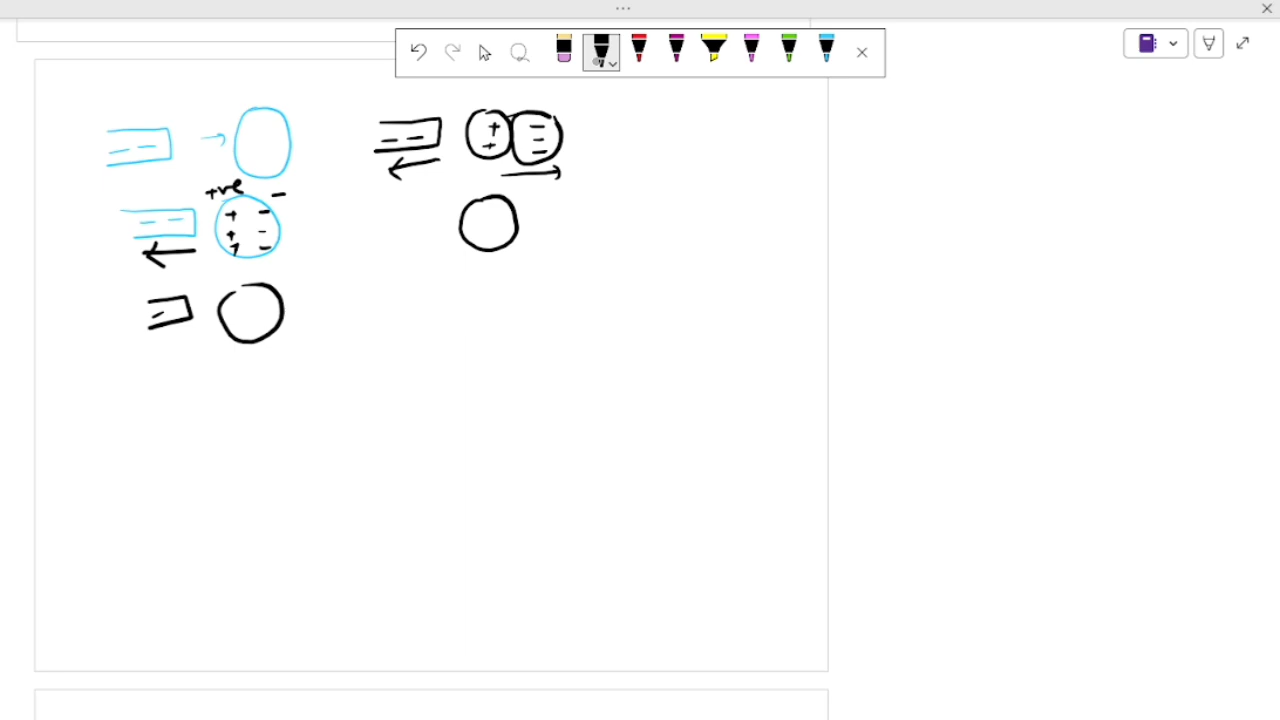 +ve -
- - + -
+ -
+ -
-
- - + -
+ -
-